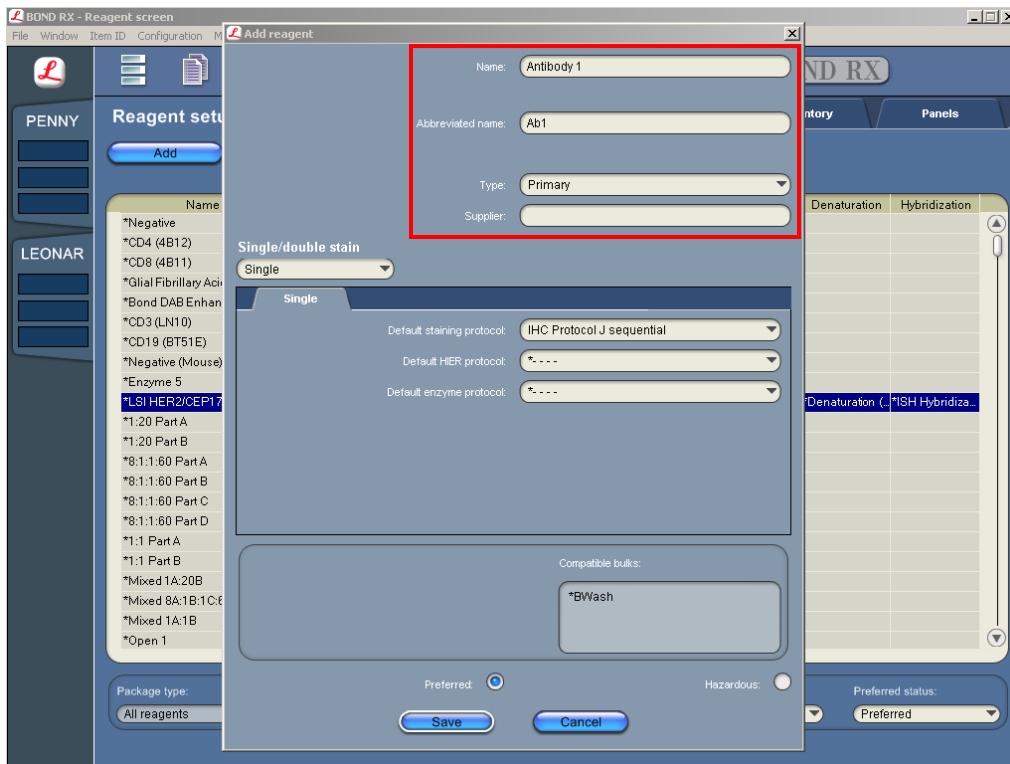 BOND RX - Reagent screen
File Window Item ID Configuration M
Add reagent
Name: Antibody 1
Abbreviated name: Ab1
Type: Primary
Supplier:
ND RX
PENNY
LEONAR
Reagent setu
ntory
Panels
Add
Single/double stain
Single
Single
Default staining protocol: IHC Protocol J sequential
Default HIER protocol: *- - - -
Default enzyme protocol: *- - - -
Compatible bulks:
*BWash
Preferred:
Hazardous:
Save
Cancel
Name
Denaturation
Hybridization
*Negative
*CD4 (4B12)
*CD8 (4B11)
*Glial Fibrillary Aci
*Bond DAB Enhan
*CD3 (LN10)
*CD19 (BT51E)
*Negative (Mouse)
*Enzyme 5
*LSI HER2/CEP17 *Denaturation (... *ISH Hybridiza...
*1:20 Part A
*1:20 Part B
*8:1:1:60 Part A
*8:1:1:60 Part B
*8:1:1:60 Part C
*8:1:1:60 Part D
*1:1 Part A
*1:1 Part B
*Mixed 1A:20B
*Mixed 8A:1B:1C:6
*Mixed 1A:1B
*Open 1
Package type:
All reagents
Preferred status:
Preferred